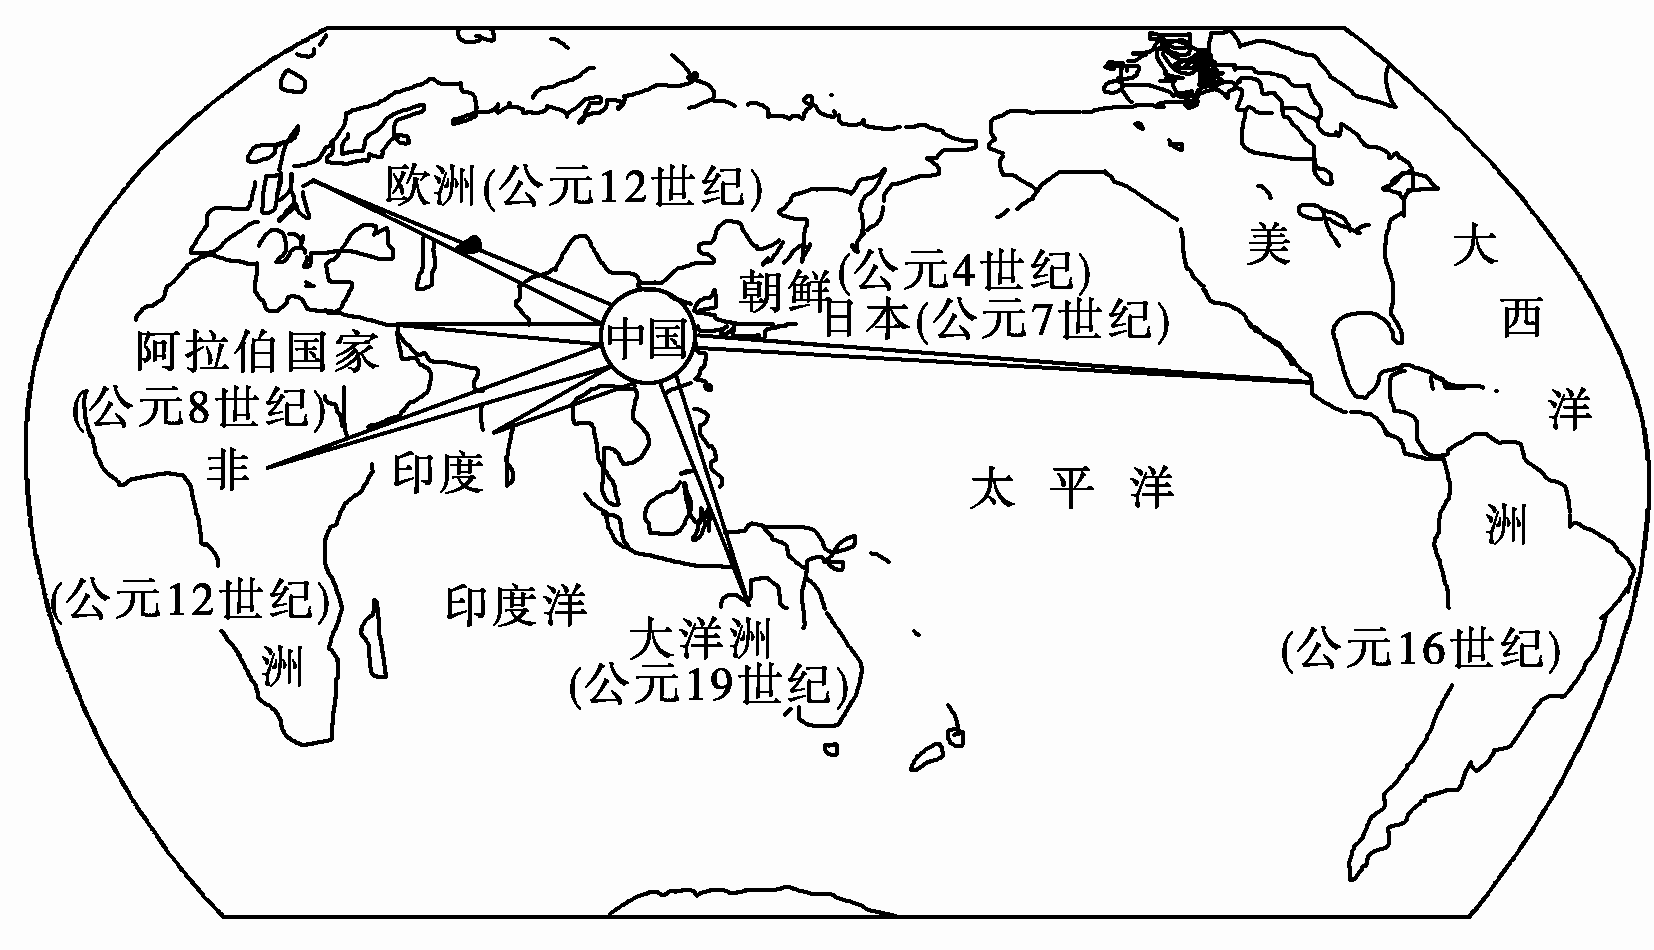 欧洲(公元12世纪)
朝鲜(公元4世纪)
日本(公元7世纪)
中国
阿拉伯国家
(公元8世纪)
非
洲
(公元12世纪)
印度
印度洋
大洋洲
(公元19世纪)
太平洋
美
洲
(公元16世纪)
大
西
洋